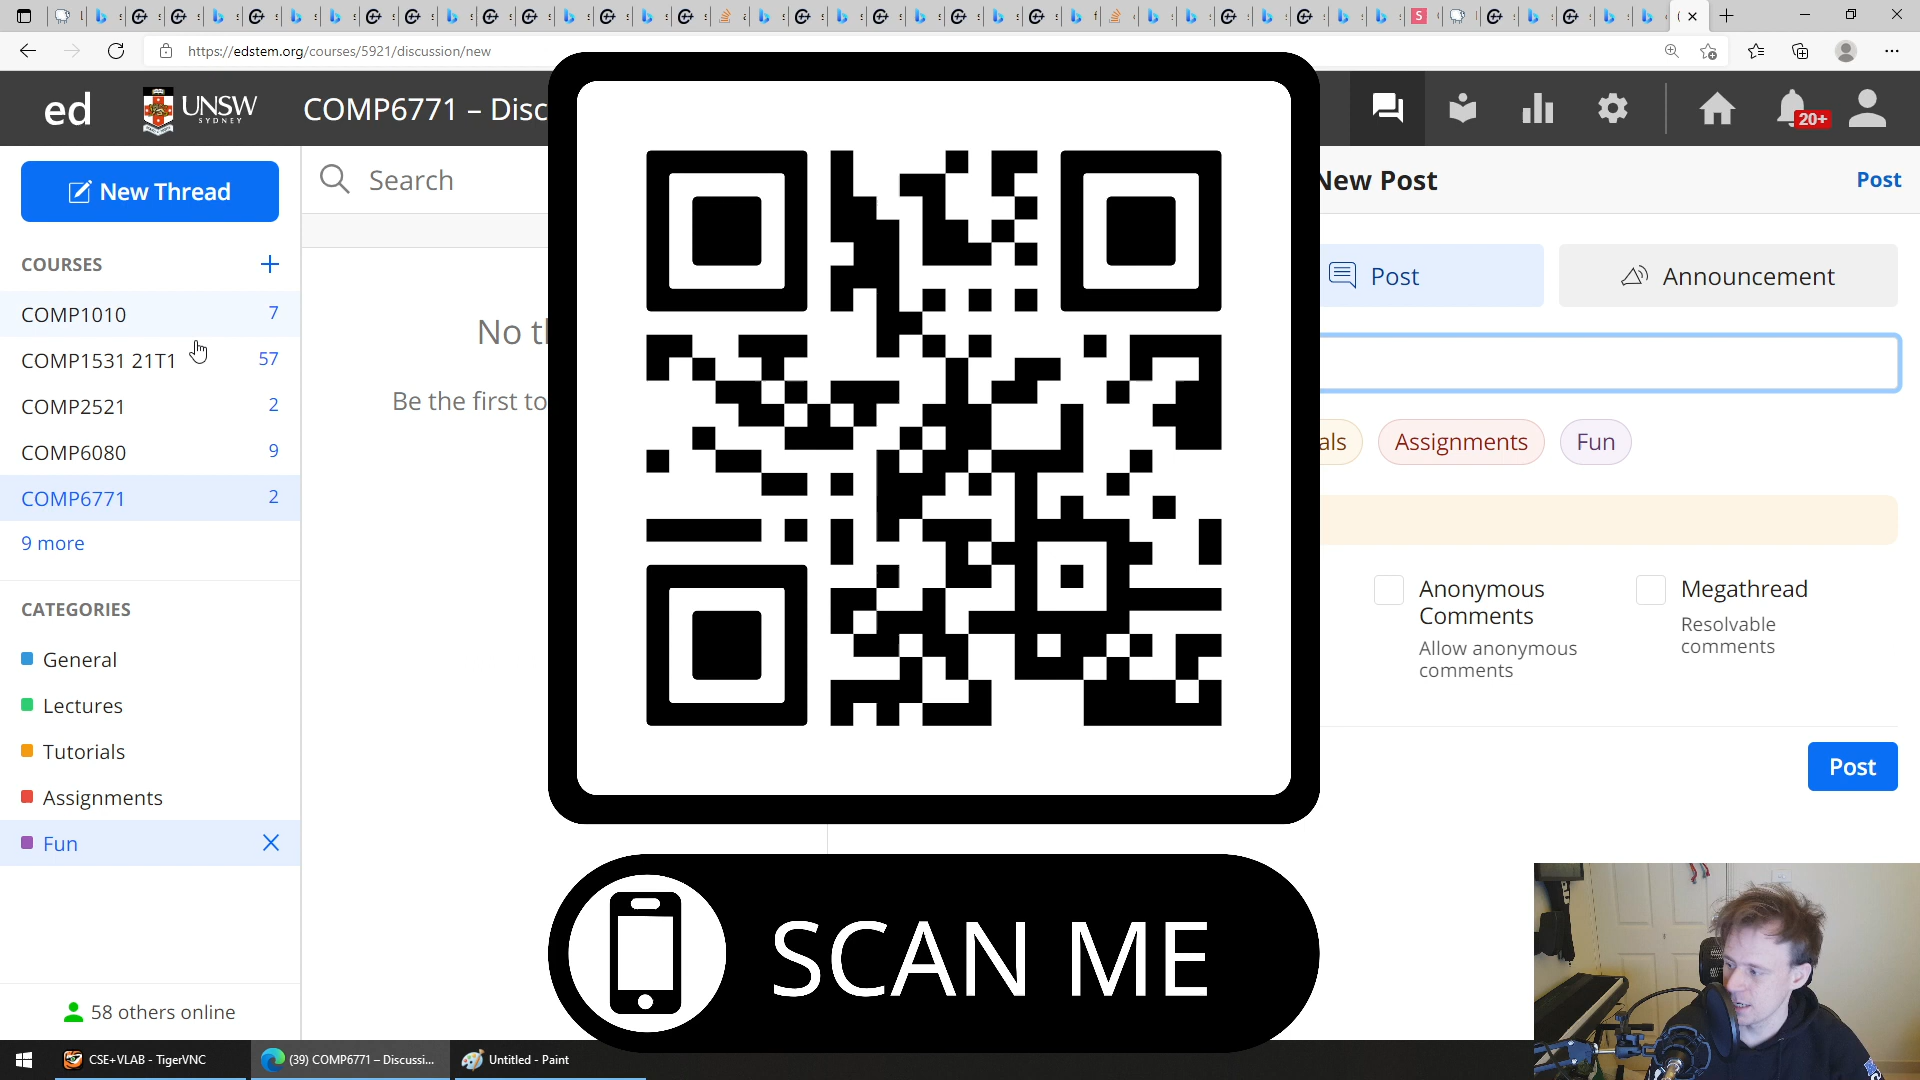 https://edstem.org/courses/5921/discussion/new
ed
UNSW
SYDNEY
COMP6771 – Disc
20+
New Thread
Search
New Post
Post
COURSES
COMP1010 7
COMP1531 21T1 57
COMP2521 2
COMP6080 9
COMP6771 2
9 more
No th
Be the first to
Post
Announcement
als
Assignments
Fun
Anonymous
Comments
Allow anonymous
comments
Megathread
Resolvable
comments
Post
CATEGORIES
General
Lectures
Tutorials
Assignments
Fun
58 others online
SCAN ME
CSE+VLAB - TigerVNC
(39) COMP6771 – Discussi...
Untitled - Paint